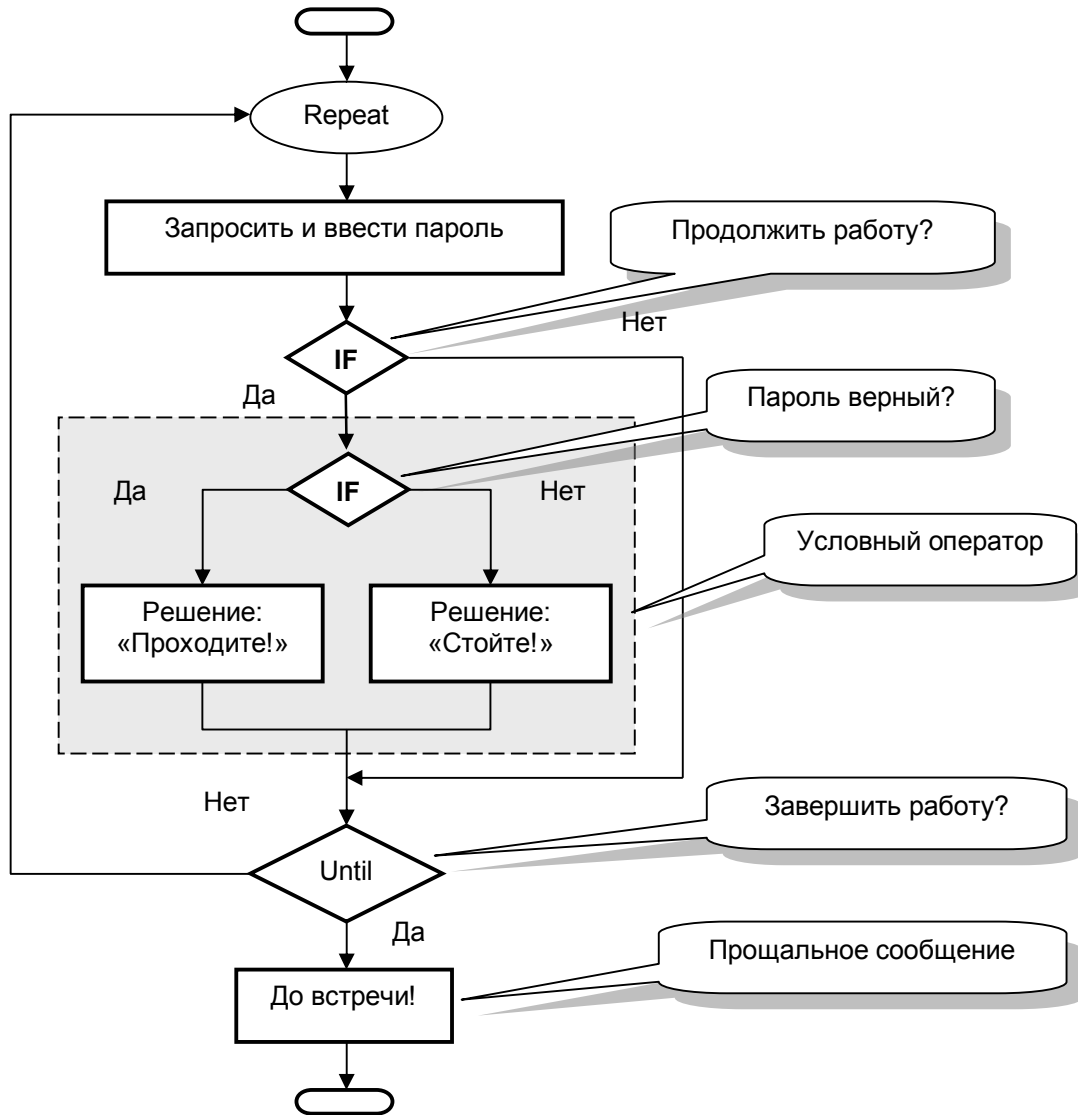 Repeat
Запросить и ввести пароль
Продолжить работу?
Нет
IF
Да
Пароль верный?
Да
IF
Нет
Условный оператор
Решение:
«Проходите!»
Решение:
«Стойте!»
Нет
Завершить работу?
Until
Да
Прощальное сообщение
До встречи!